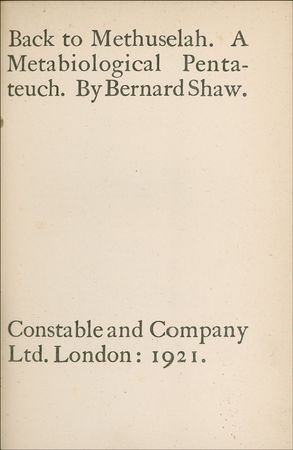 Back to Methuselah. A
Metabiological Penta-
teuch. By Bernard Shaw.
Constable and Company
Ltd. London: 1921.